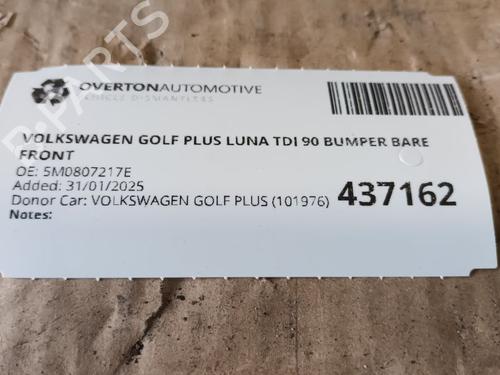 OVERTONAUTOMOTIVE
VEHICLE DISMANTLERS
VOLKSWAGEN GOLF PLUS LUNA TDI 90 BUMPER BARE
FRONT
OE: 5M0807217E
Added: 31/01/2025
Donor Car: VOLKSWAGEN GOLF PLUS (101976)
437162
Notes: